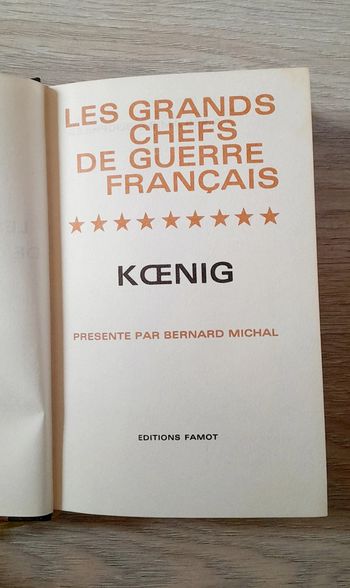 LES GRANDS
CHEFS
DE GUERRE
FRANÇAIS
★★★★★★★★★
KŒNIG
PRESENTE PAR BERNARD MICHAL
EDITIONS FAMOT